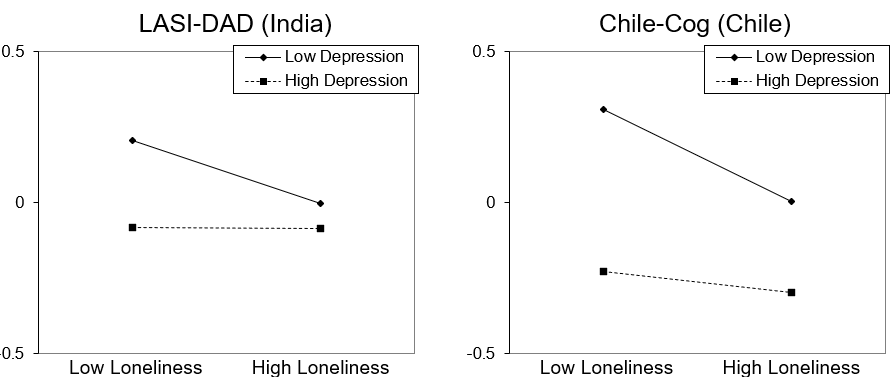 LASI-DAD (India)
0.5
Low Depression
High Depression
0
-0.5
Low Loneliness High Loneliness
Chile-Cog (Chile)
0.5
Low Depression
High Depression
0
-0.5
Low Loneliness High Loneliness